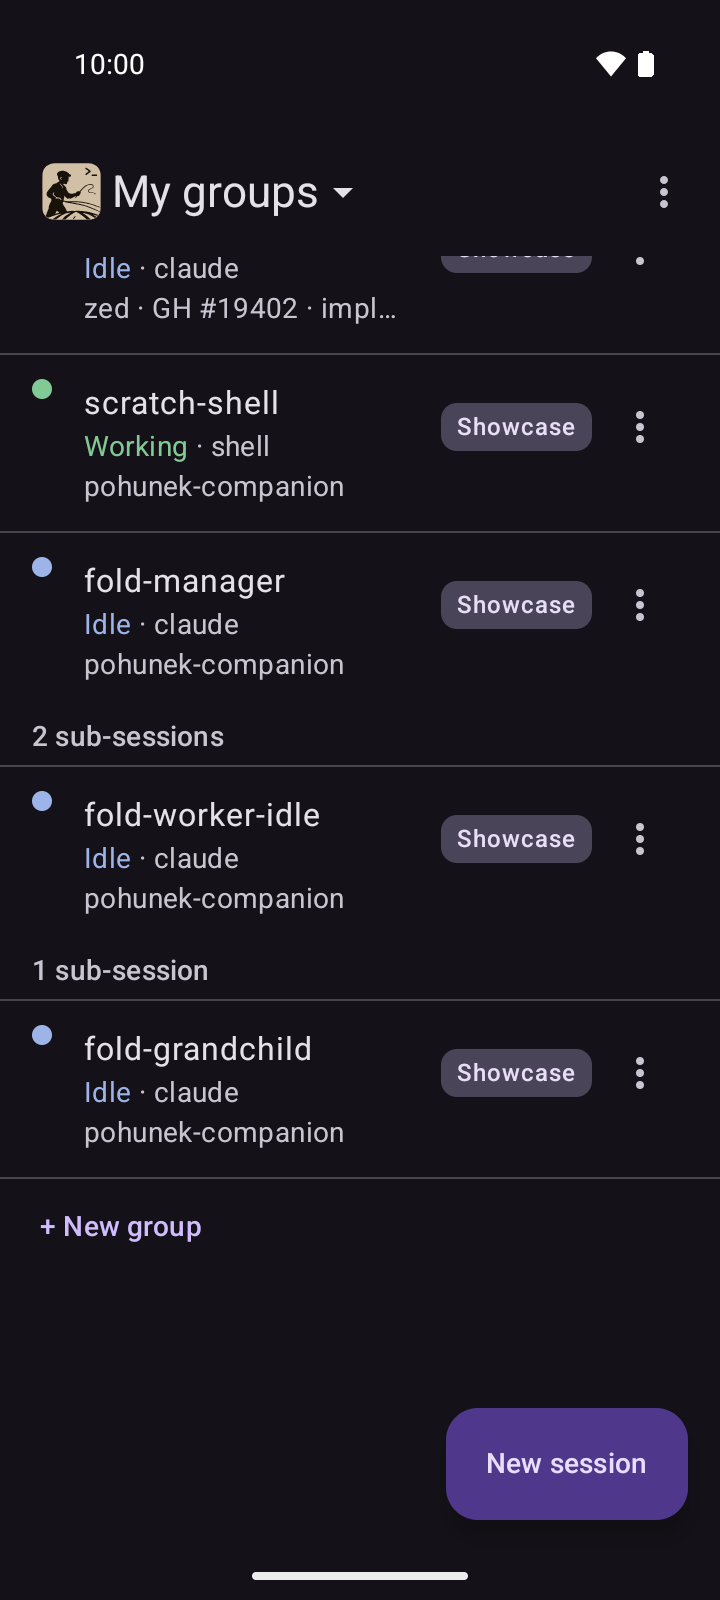 10:00
My groups
Showcase
Idle · claude
zed · GH #19402 · impl…
scratch-shell
Working · shell
pohunek-companion
Showcase
fold-manager
Idle · claude
pohunek-companion
Showcase
2 sub-sessions
fold-worker-idle
Idle · claude
pohunek-companion
Showcase
1 sub-session
fold-grandchild
Idle · claude
pohunek-companion
Showcase
+ New group
New session